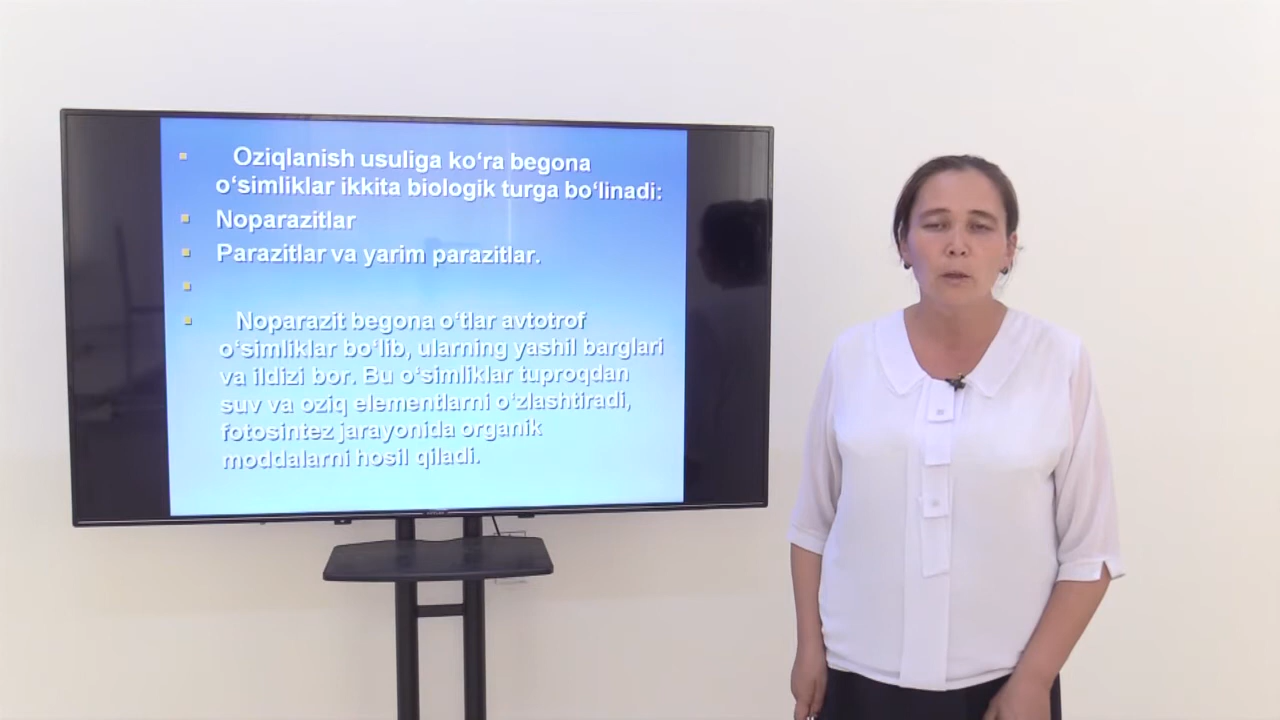 Oziqlanish usuliga ko‘ra begona
o‘simliklar ikkita biologik turga bo‘linadi:
Noparazitlar
Parazitlar va yarim parazitlar.
Noparazit begona o‘tlar avtotrof
o‘simliklar bo‘lib, ularning yashil barglari
va ildizi bor. Bu o‘simliklar tuproqdan
suv va oziq elementlarni o‘zlashtiradi,
fotosintez jarayonida organik
moddalarni hosil qiladi.